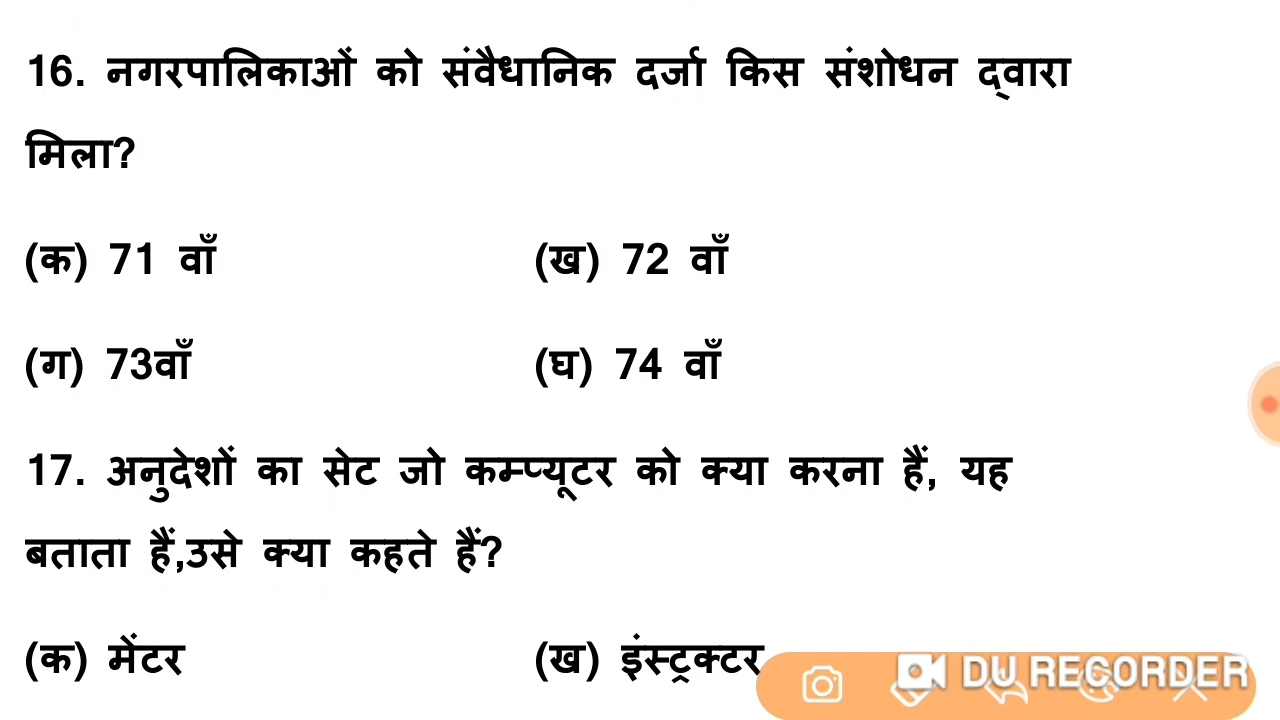 16. नगरपालिकाओं को संवैधानिक दर्जा किस संशोधन द्वारा
मिला?
(क) 71 वाँ (ख) 72 वाँ
(ग) 73वाँ (घ) 74 वाँ
17. अनुदेशों का सेट जो कम्प्यूटर को क्या करना हैं, यह
बताता हैं,उसे क्या कहते हैं?
(क) मेंटर (ख) इंस्ट्रक्टर
DU RECORDER